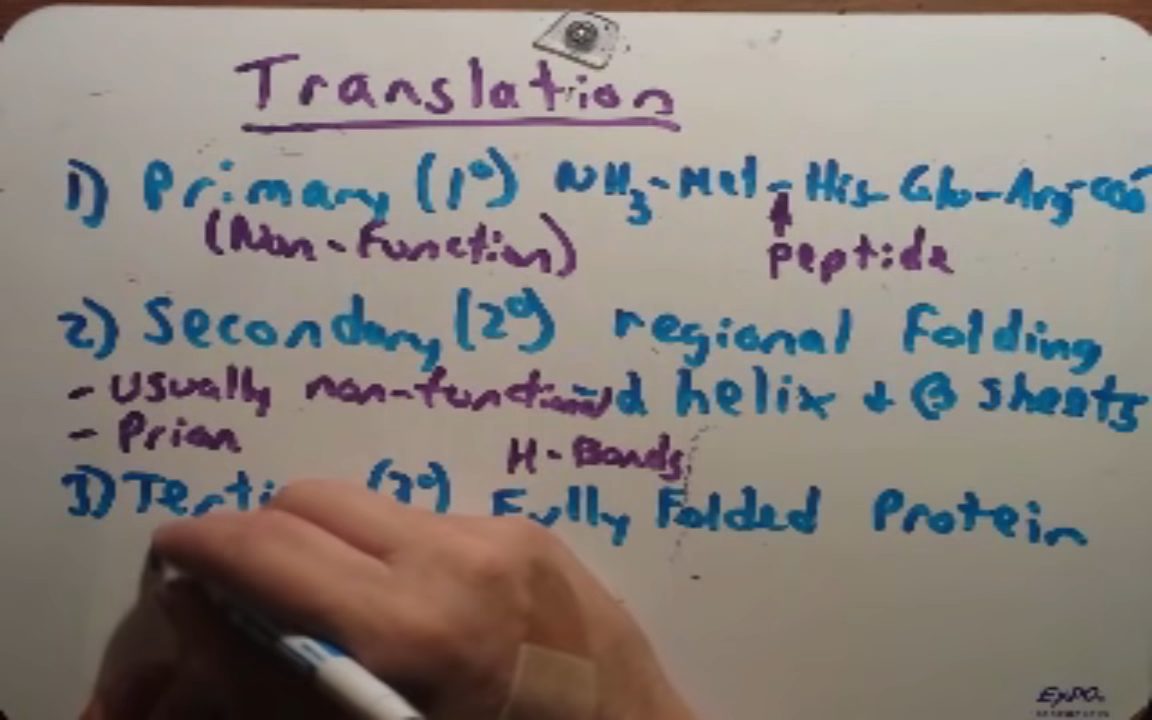 Translation
1) Primary (1°) NH3-Met-His-Glu-Arg-coo-
(Non-Function) peptide
2) Secondary (2°) regional Folding
- Usually non-functional α helix + β sheets
- Prion H-Bonds
3) (3°) Fully Folded Protein
EXPO